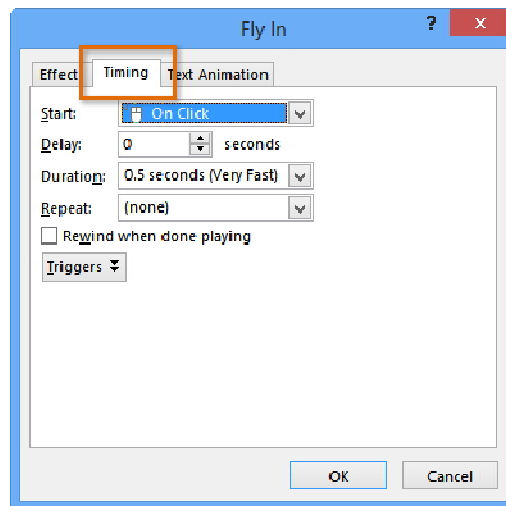 Fly In
?
x
Effect Timing Text Animation
Start: On Click
Delay: 0 seconds
Duration: 0.5 seconds (Very Fast)
Repeat: (none)
Rewind when done playing
Triggers
OK Cancel